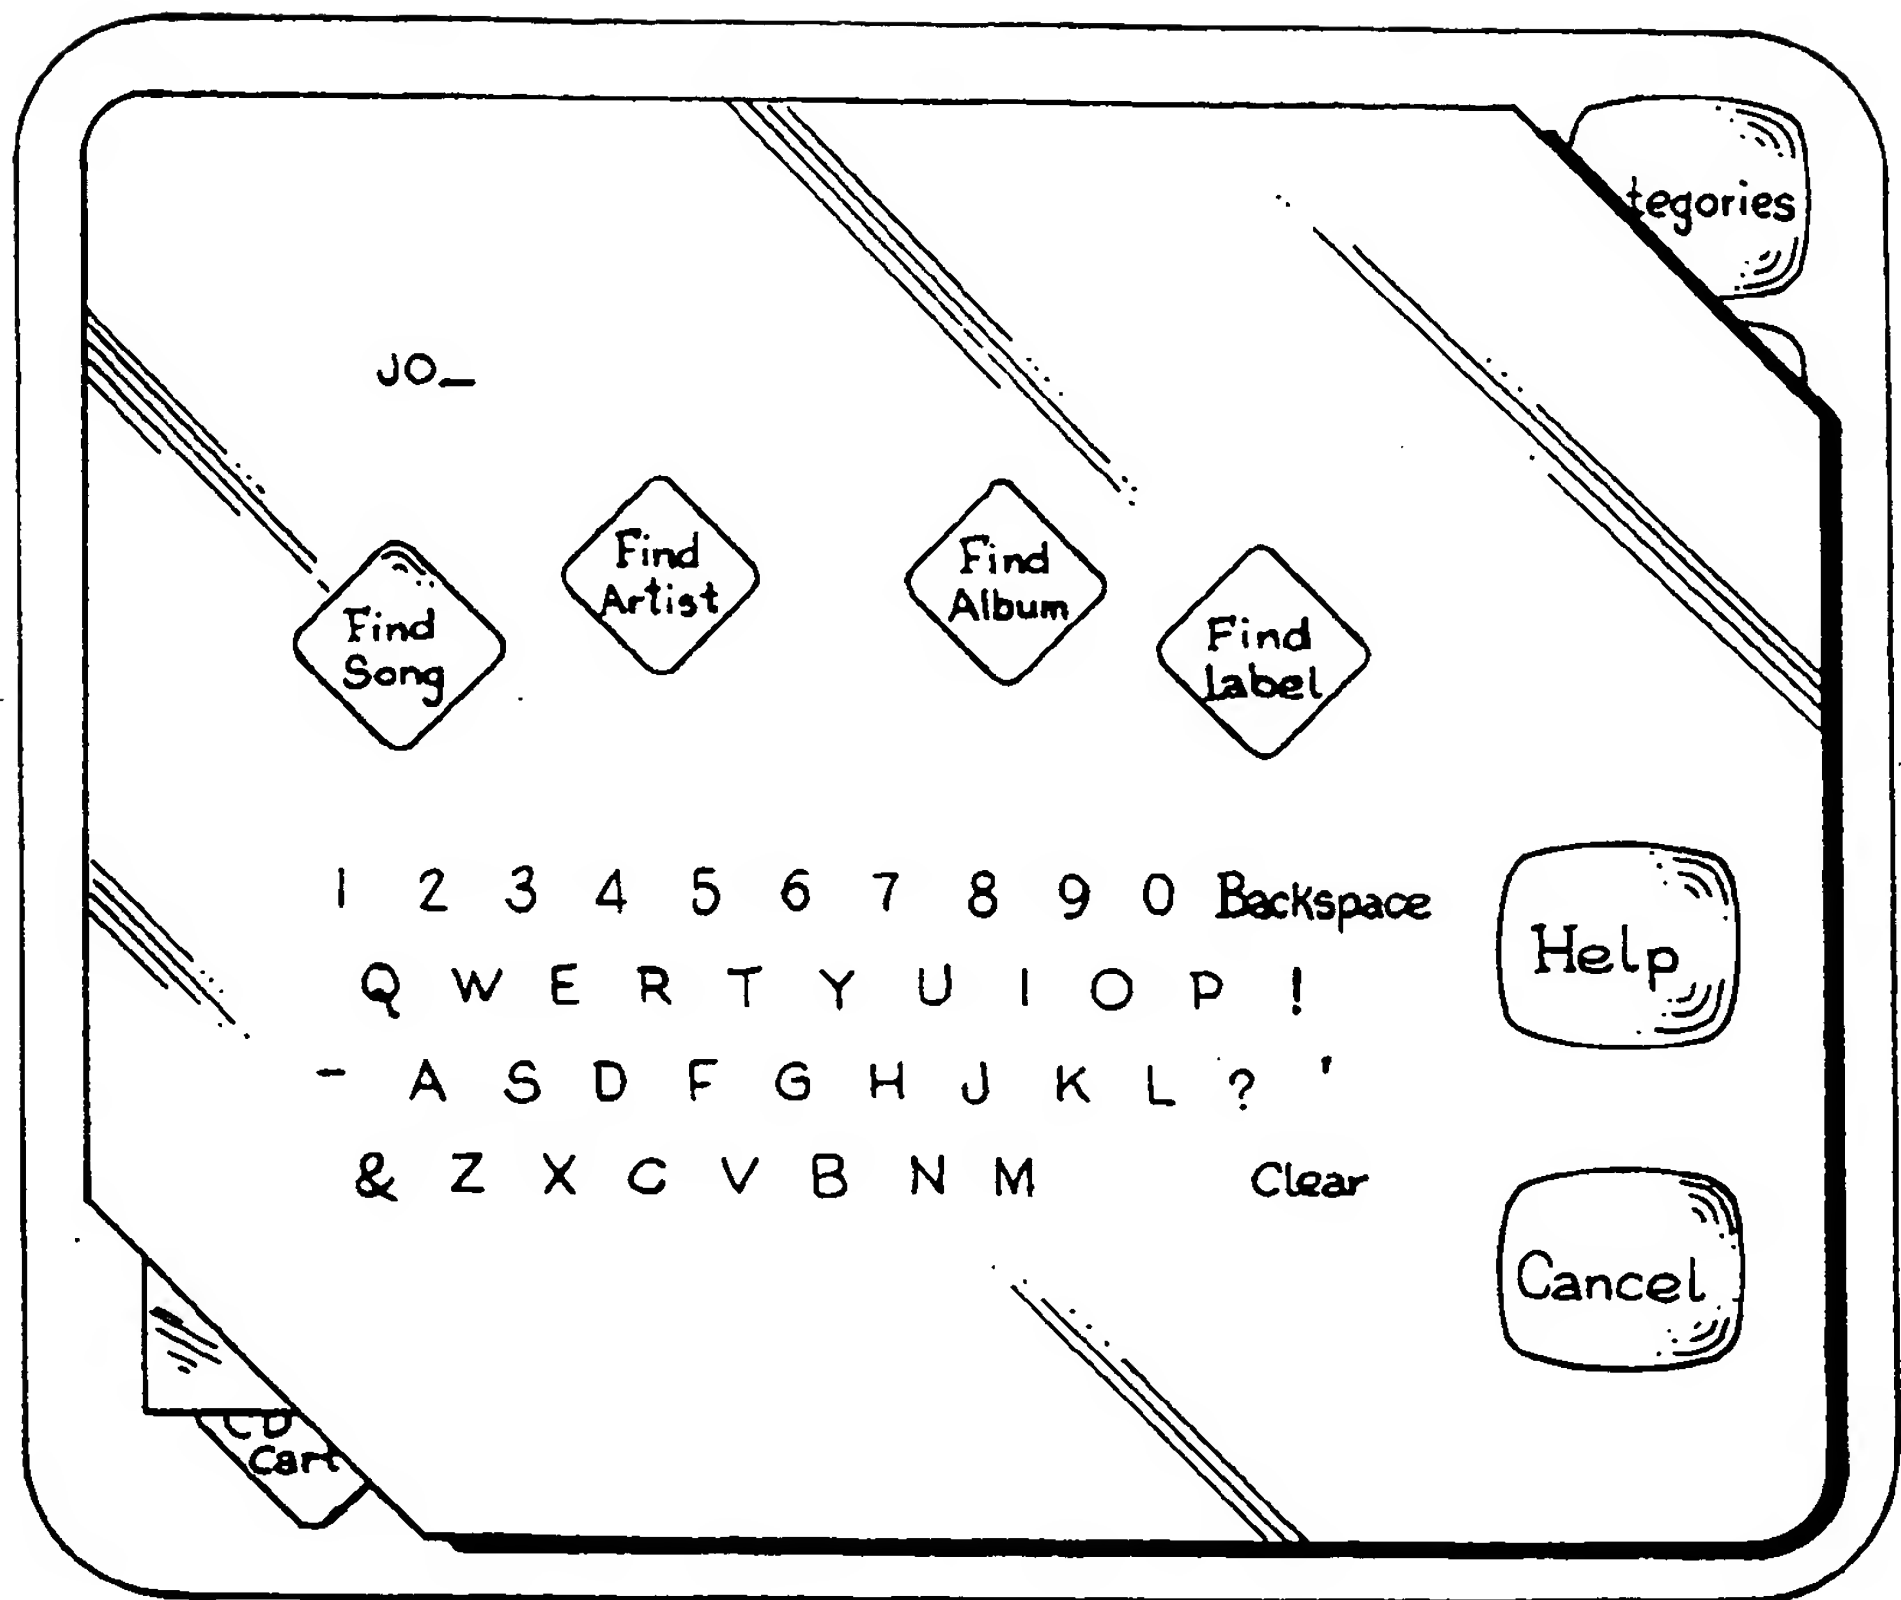 tegories
JO_
Find
Artist
Find
Album
Find
Song
Find
Label
1 2 3 4 5 6 7 8 9 0 Backspace
Q W E R T Y U I O P !
Help
- A S D F G H J K L ? '
& Z X C V B N M Clear
Cancel
CD
Cart